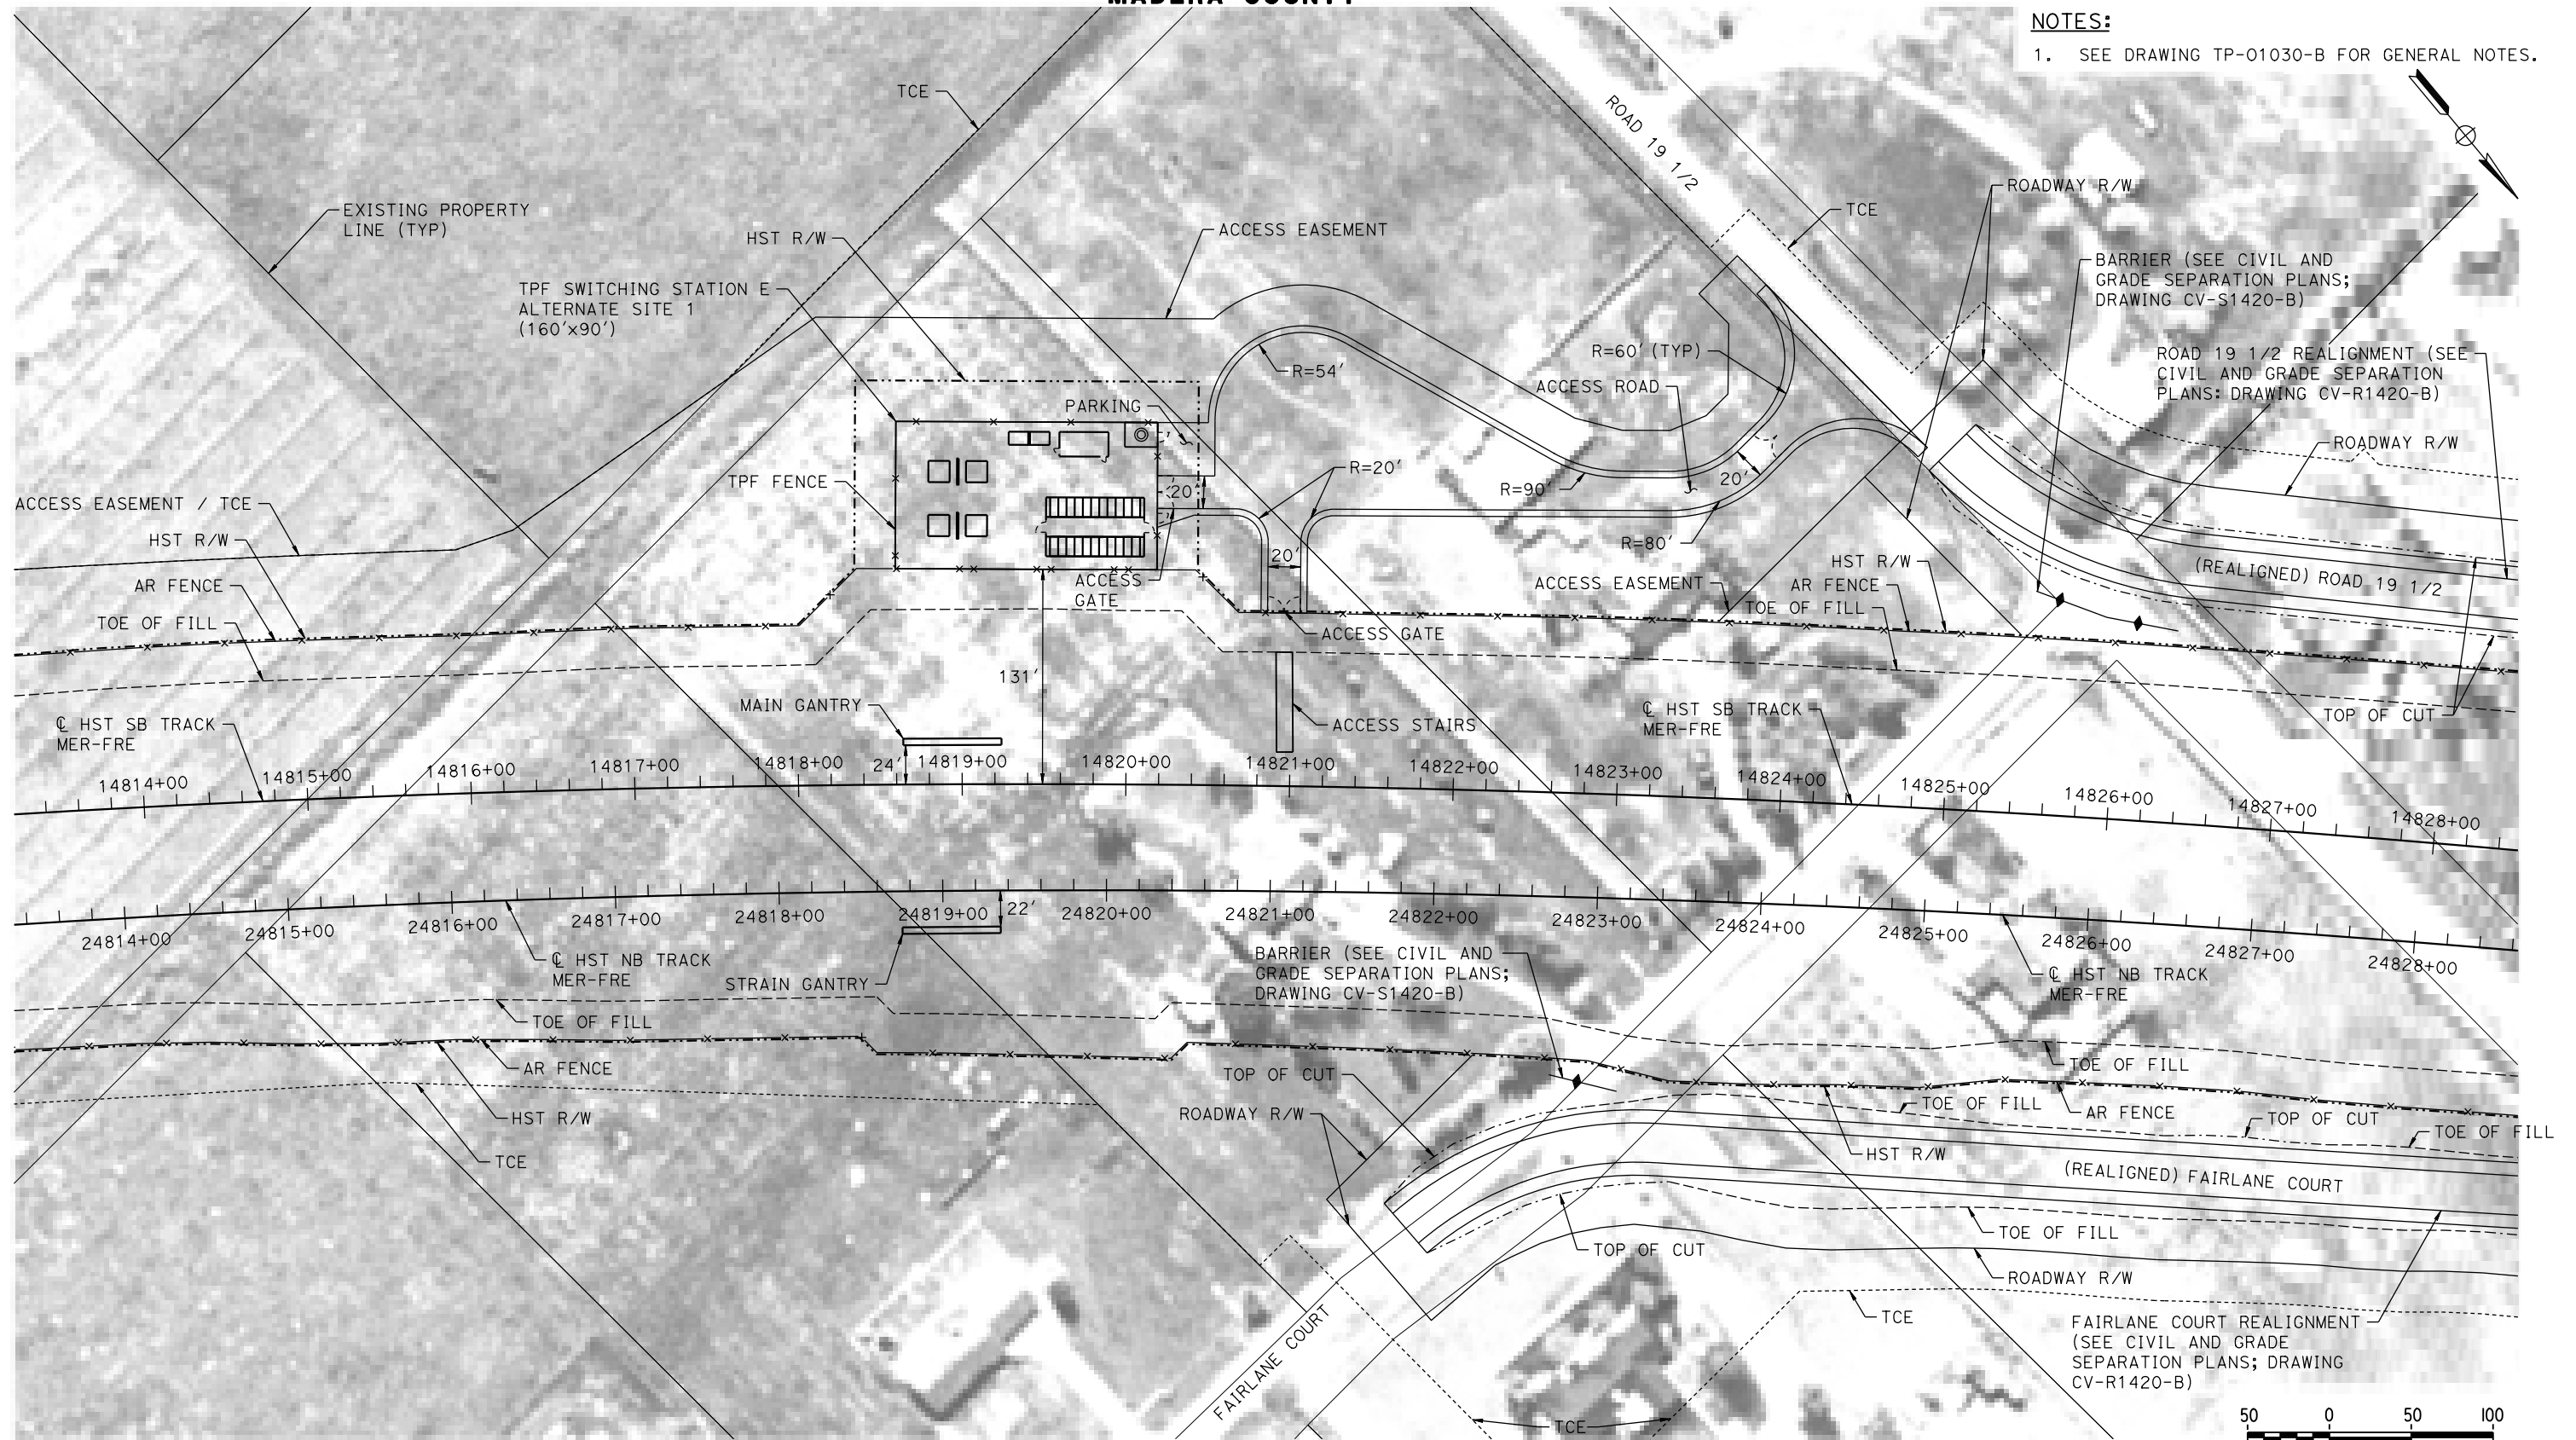 NOTES:
1. SEE DRAWING TP-01030-B FOR GENERAL NOTES.
TCE
ROAD 19 1/2
EXISTING PROPERTY
LINE (TYP)
HST R/W
ACCESS EASEMENT
TCE
ROADWAY R/W
BARRIER (SEE CIVIL AND
GRADE SEPARATION PLANS;
DRAWING CV-S1420-B)
TPF SWITCHING STATION E
ALTERNATE SITE 1
(160'x90')
R=54'
R=60' (TYP)
ACCESS ROAD
ROAD 19 1/2 REALIGNMENT (SEE
CIVIL AND GRADE SEPARATION
PLANS: DRAWING CV-R1420-B)
PARKING
ROADWAY R/W
TPF FENCE
20'
R=20'
R=90'
20'
ACCESS EASEMENT / TCE
HST R/W
AR FENCE
TOE OF FILL
20'
R=80'
ACCESS
GATE
ACCESS EASEMENT
HST R/W
AR FENCE
TOE OF FILL
(REALIGNED) ROAD 19 1/2
ACCESS GATE
131'
MAIN GANTRY
ACCESS STAIRS
℄ HST SB TRACK
MER-FRE
℄ HST SB TRACK
MER-FRE
TOP OF CUT
24'
14814+00
14815+00
14816+00
14817+00
14818+00
14819+00
14820+00
14821+00
14822+00
14823+00
14824+00
14825+00
14826+00
14827+00
14828+00
24814+00
24815+00
24816+00
24817+00
24818+00
24819+00
22'
24820+00
24821+00
24822+00
24823+00
24824+00
24825+00
24826+00
24827+00
24828+00
℄ HST NB TRACK
MER-FRE
STRAIN GANTRY
BARRIER (SEE CIVIL AND
GRADE SEPARATION PLANS;
DRAWING CV-S1420-B)
℄ HST NB TRACK
MER-FRE
TOE OF FILL
AR FENCE
HST R/W
TCE
TOP OF CUT
ROADWAY R/W
TOE OF FILL
TOE OF FILL
AR FENCE
TOP OF CUT
TOE OF FILL
HST R/W
(REALIGNED) FAIRLANE COURT
TOP OF CUT
TOE OF FILL
ROADWAY R/W
TCE
FAIRLANE COURT
FAIRLANE COURT REALIGNMENT
(SEE CIVIL AND GRADE
SEPARATION PLANS; DRAWING
CV-R1420-B)
TCE
50 0 50 100